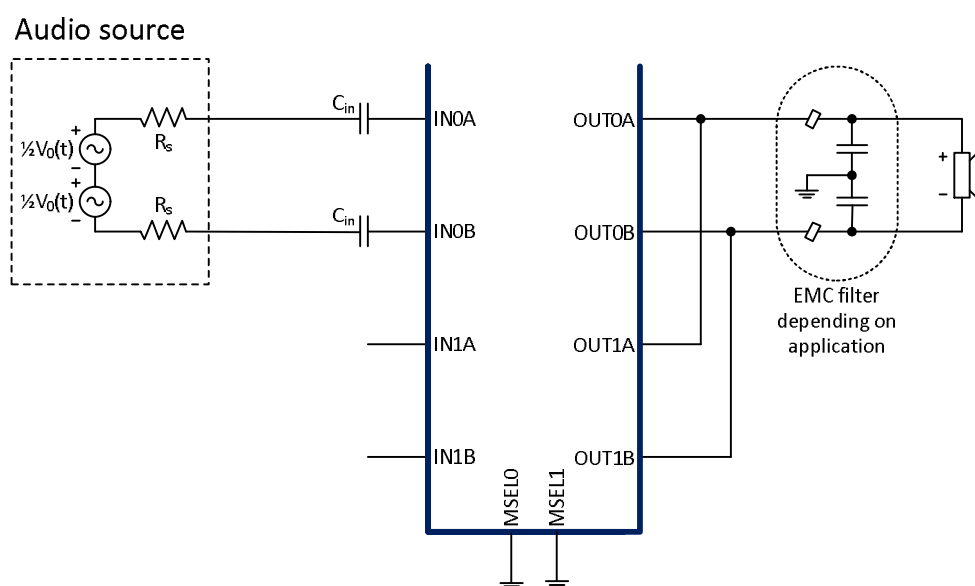 Audio source
+
½V₀(t)
−
+
½V₀(t)
−
Rₛ
Rₛ
Cᵢₙ
Cᵢₙ
IN0A
IN0B
IN1A
IN1B
MSEL0
MSEL1
OUT0A
OUT0B
OUT1A
OUT1B
+
−
EMC filter
depending on
application